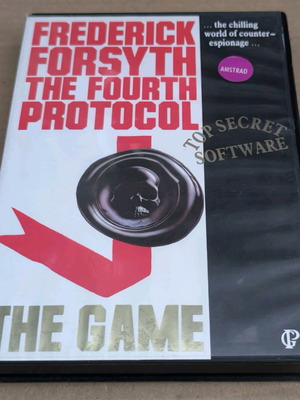 FREDERICK
FORSYTH
THE FOURTH
PROTOCOL
... the chilling
world of counter-
espionage ...
AMSTRAD
TOP SECRET
SOFTWARE
THE GAME